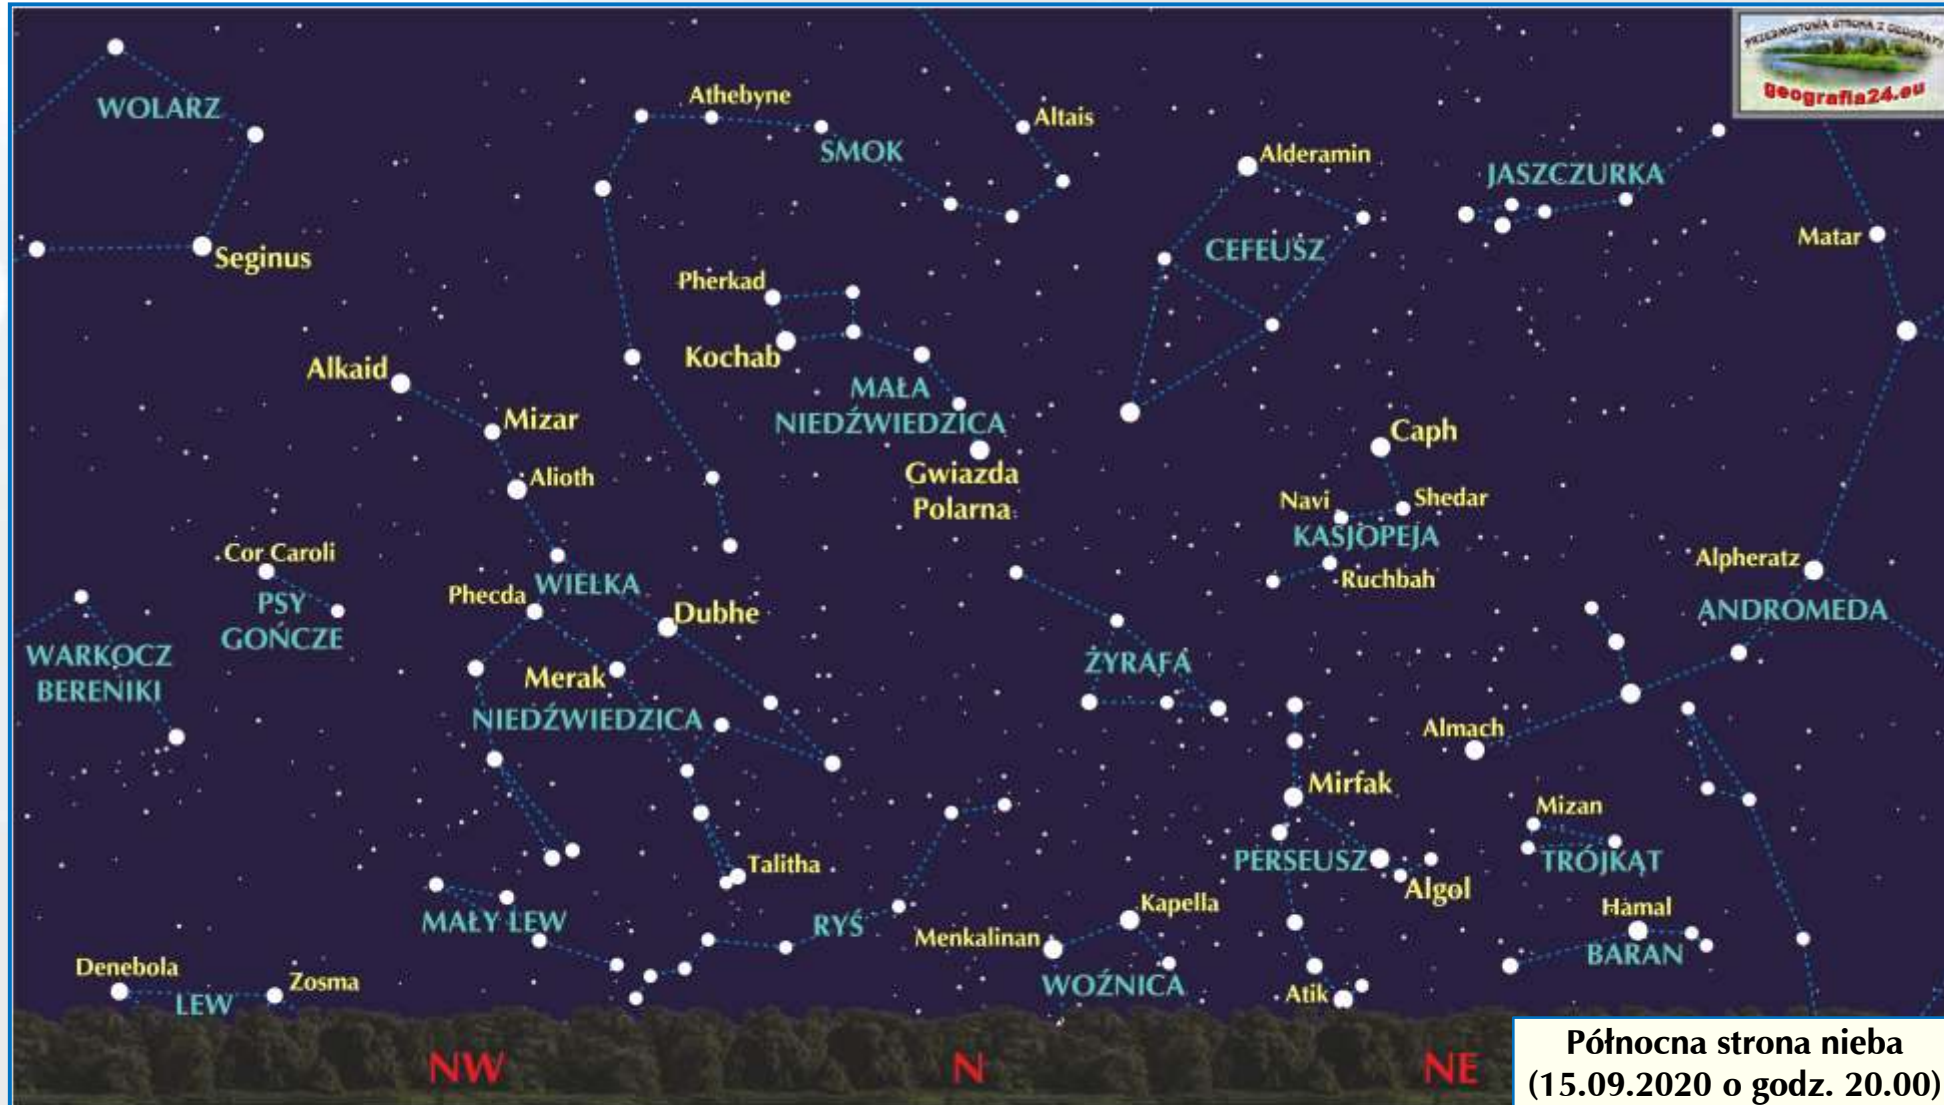 PRZEDMIOTOWA STRONA Z GEOGRAFII
geografia24.eu
WOLARZ
Athebyne
SMOK
Altais
Alderamin
JASZCZURKA
CEFEUSZ
Matar
Seginus
Pherkad
Kochab
MAŁA
NIEDŹWIEDZICA
Gwiazda
Polarna
Alkaid
Mizar
Alioth
Caph
Navi
Shedar
KASJOPEJA
Ruchbah
Cor Caroli
PSY
GOŃCZE
Phecda
WIELKA
Dubhe
Merak
NIEDŹWIEDZICA
Alpheratz
ANDROMEDA
WARKOCZ
BERENIKI
ŻYRAFA
Almach
Mirfak
Mizan
PERSEUSZ
TRÓJKĄT
Algol
Talitha
MAŁY LEW
RYŚ
Kapella
Menkalinan
WOŹNICA
Hamal
BARAN
Denebola
Zosma
LEW
Atik
NW
N
NE
Północna strona nieba
(15.09.2020 o godz. 20.00)